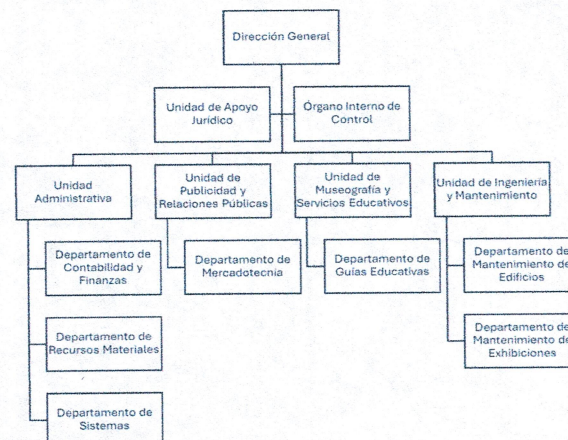 Dirección General
Unidad de Apoyo
Jurídico
Órgano Interno de
Control
Unidad
Administrativa
Unidad de
Publicidad y
Relaciones Públicas
Unidad de
Museografía y
Servicios Educativos
Unidad de Ingeniería
y Mantenimiento
Departamento de
Contabilidad y
Finanzas
Departamento de
Mercadotecnia
Departamento de
Guías Educativas
Departamento de
Mantenimiento de
Edificios
Departamento de
Recursos Materiales
Departamento de
Mantenimiento de
Exhibiciones
Departamento de
Sistemas